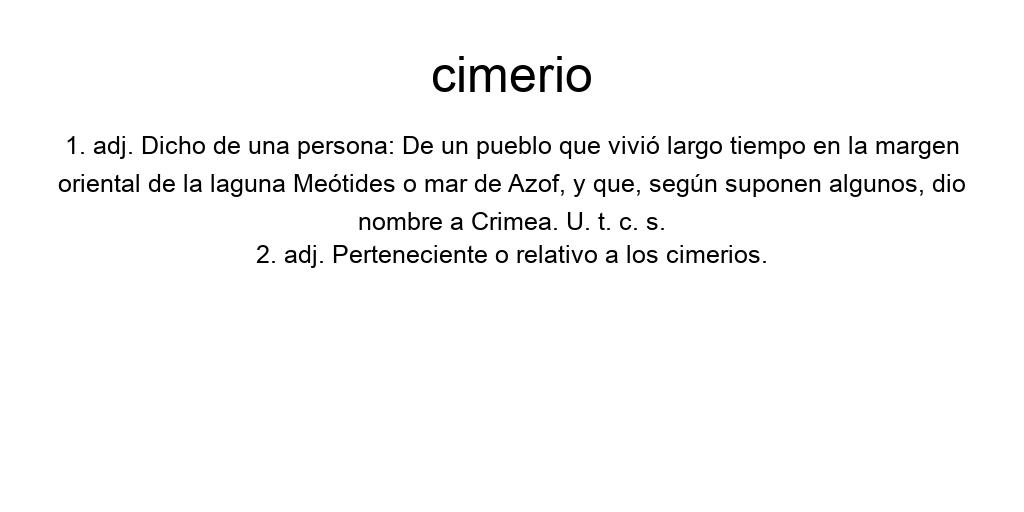 cimerio
1. adj. Dicho de una persona: De un pueblo que vivió largo tiempo en la margen
oriental de la laguna Meótides o mar de Azof, y que, según suponen algunos, dio
nombre a Crimea. U. t. c. s.
2. adj. Perteneciente o relativo a los cimerios.